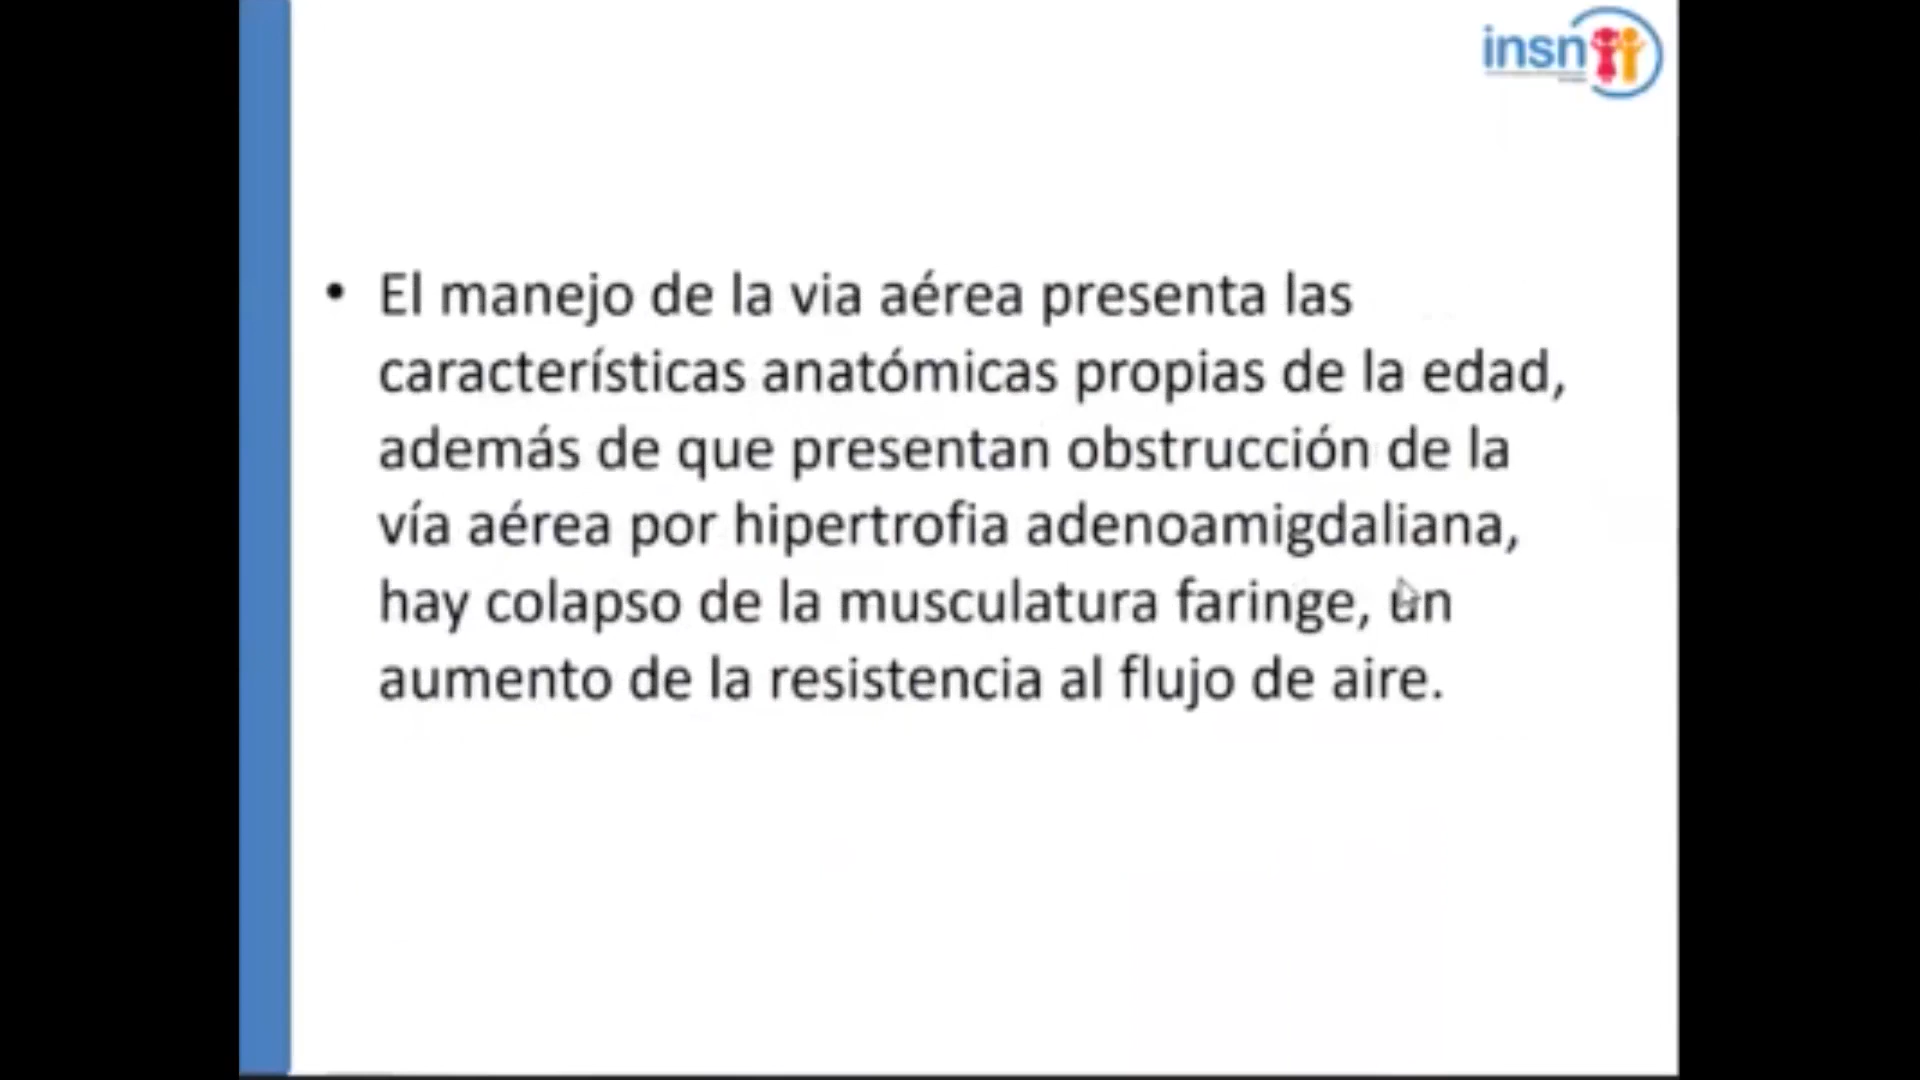 insn
• El manejo de la via aérea presenta las
características anatómicas propias de la edad,
además de que presentan obstrucción de la
vía aérea por hipertrofia adenoamigdaliana,
hay colapso de la musculatura faringe, un
aumento de la resistencia al flujo de aire.